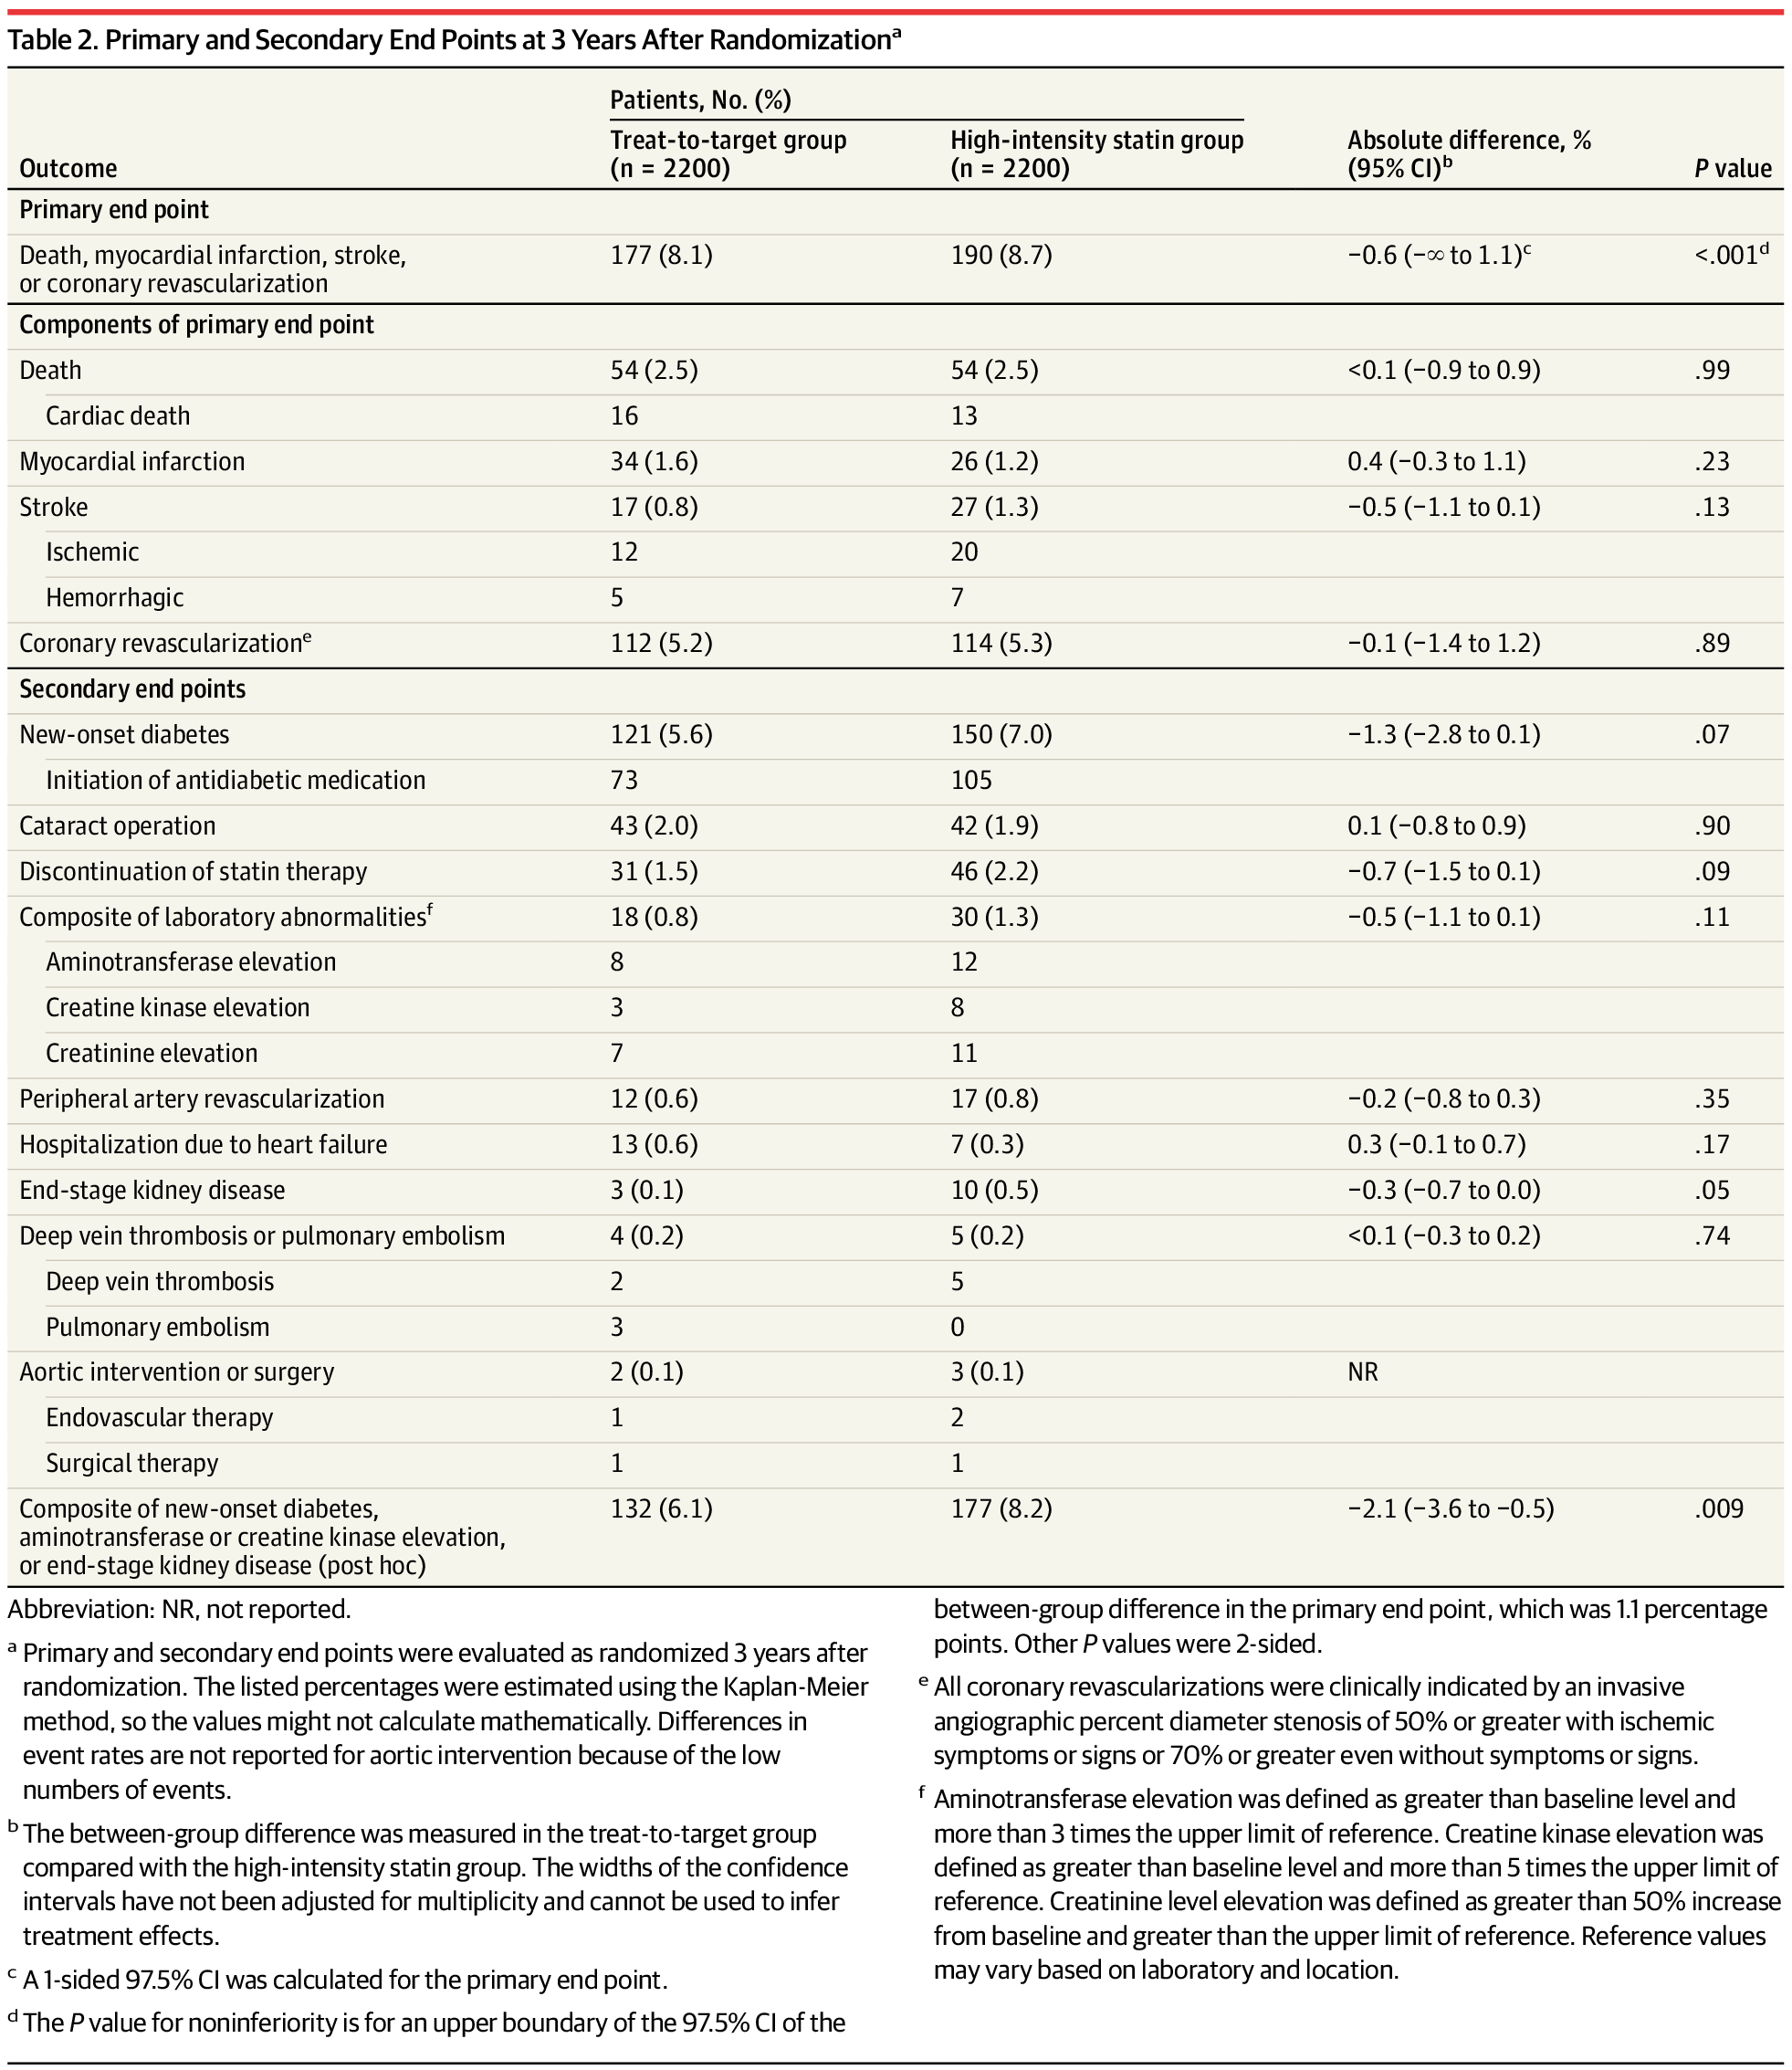 Table 2. Primary and Secondary End Points at 3 Years After Randomizationa
Patients, No. (%)
Outcome Treat-to-target group (n = 2200) High-intensity statin group (n = 2200) Absolute difference, % (95% CI)b P value
Primary end point
Death, myocardial infarction, stroke, 177 (8.1) 190 (8.7) −0.6 (−∞ to 1.1)c <.001d
or coronary revascularization
Components of primary end point
Death 54 (2.5) 54 (2.5) <0.1 (−0.9 to 0.9) .99
Cardiac death 16 13
Myocardial infarction 34 (1.6) 26 (1.2) 0.4 (−0.3 to 1.1) .23
Stroke 17 (0.8) 27 (1.3) −0.5 (−1.1 to 0.1) .13
Ischemic 12 20
Hemorrhagic 5 7
Coronary revascularizatione 112 (5.2) 114 (5.3) −0.1 (−1.4 to 1.2) .89
Secondary end points
New-onset diabetes 121 (5.6) 150 (7.0) −1.3 (−2.8 to 0.1) .07
Initiation of antidiabetic medication 73 105
Cataract operation 43 (2.0) 42 (1.9) 0.1 (−0.8 to 0.9) .90
Discontinuation of statin therapy 31 (1.5) 46 (2.2) −0.7 (−1.5 to 0.1) .09
Composite of laboratory abnormalitiesf 18 (0.8) 30 (1.3) −0.5 (−1.1 to 0.1) .11
Aminotransferase elevation 8 12
Creatine kinase elevation 3 8
Creatinine elevation 7 11
Peripheral artery revascularization 12 (0.6) 17 (0.8) −0.2 (−0.8 to 0.3) .35
Hospitalization due to heart failure 13 (0.6) 7 (0.3) 0.3 (−0.1 to 0.7) .17
End-stage kidney disease 3 (0.1) 10 (0.5) −0.3 (−0.7 to 0.0) .05
Deep vein thrombosis or pulmonary embolism 4 (0.2) 5 (0.2) <0.1 (−0.3 to 0.2) .74
Deep vein thrombosis 2 5
Pulmonary embolism 3 0
Aortic intervention or surgery 2 (0.1) 3 (0.1) NR
Endovascular therapy 1 2
Surgical therapy 1 1
Composite of new-onset diabetes, 132 (6.1) 177 (8.2) −2.1 (−3.6 to −0.5) .009
aminotransferase or creatine kinase elevation,
or end-stage kidney disease (post hoc)
Abbreviation: NR, not reported.
a Primary and secondary end points were evaluated as randomized 3 years after
randomization. The listed percentages were estimated using the Kaplan-Meier
method, so the values might not calculate mathematically. Differences in
event rates are not reported for aortic intervention because of the low
numbers of events.
b The between-group difference was measured in the treat-to-target group
compared with the high-intensity statin group. The widths of the confidence
intervals have not been adjusted for multiplicity and cannot be used to infer
treatment effects.
c A 1-sided 97.5% CI was calculated for the primary end point.
d The P value for noninferiority is for an upper boundary of the 97.5% CI of the
between-group difference in the primary end point, which was 1.1 percentage
points. Other P values were 2-sided.
e All coronary revascularizations were clinically indicated by an invasive
angiographic percent diameter stenosis of 50% or greater with ischemic
symptoms or signs or 70% or greater even without symptoms or signs.
f Aminotransferase elevation was defined as greater than baseline level and
more than 3 times the upper limit of reference. Creatine kinase elevation was
defined as greater than baseline level and more than 5 times the upper limit of
reference. Creatinine level elevation was defined as greater than 50% increase
from baseline and greater than the upper limit of reference. Reference values
may vary based on laboratory and location.